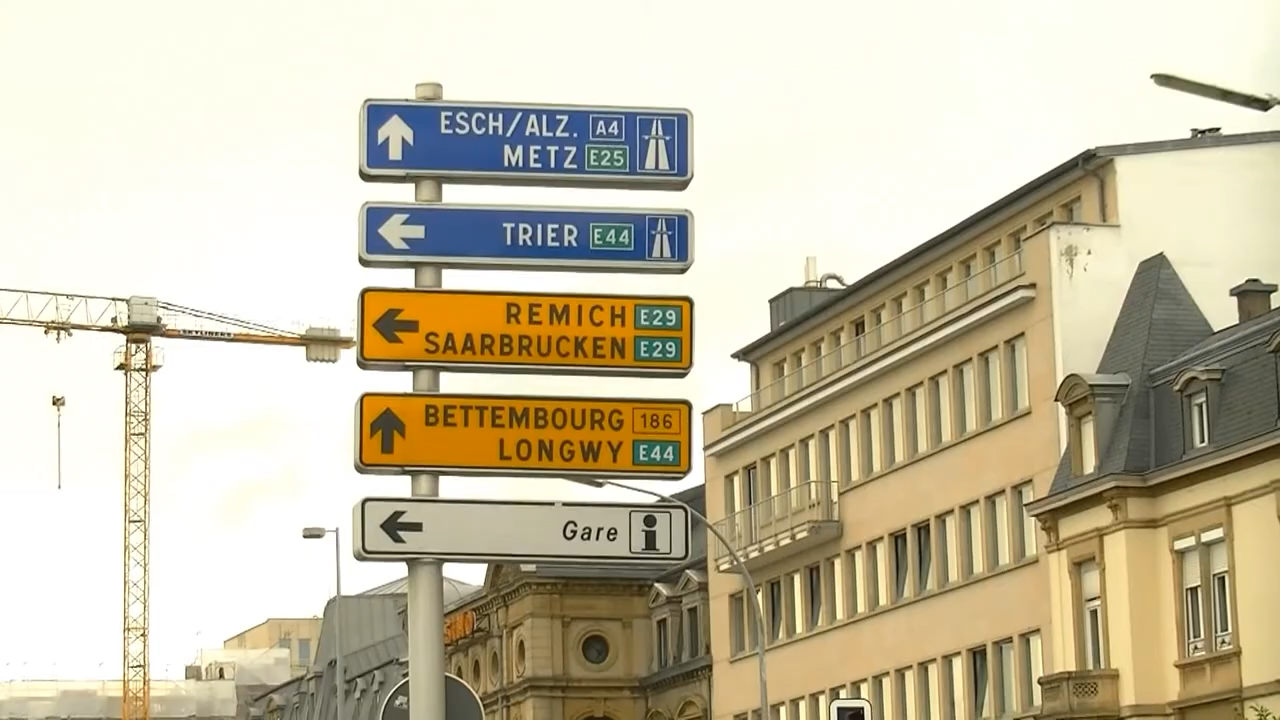 ESCH/ALZ. A4
METZ E25
TRIER E44
REMICH E29
SAARBRUCKEN E29
BETTEMBOURG 186
LONGWY E44
Gare i